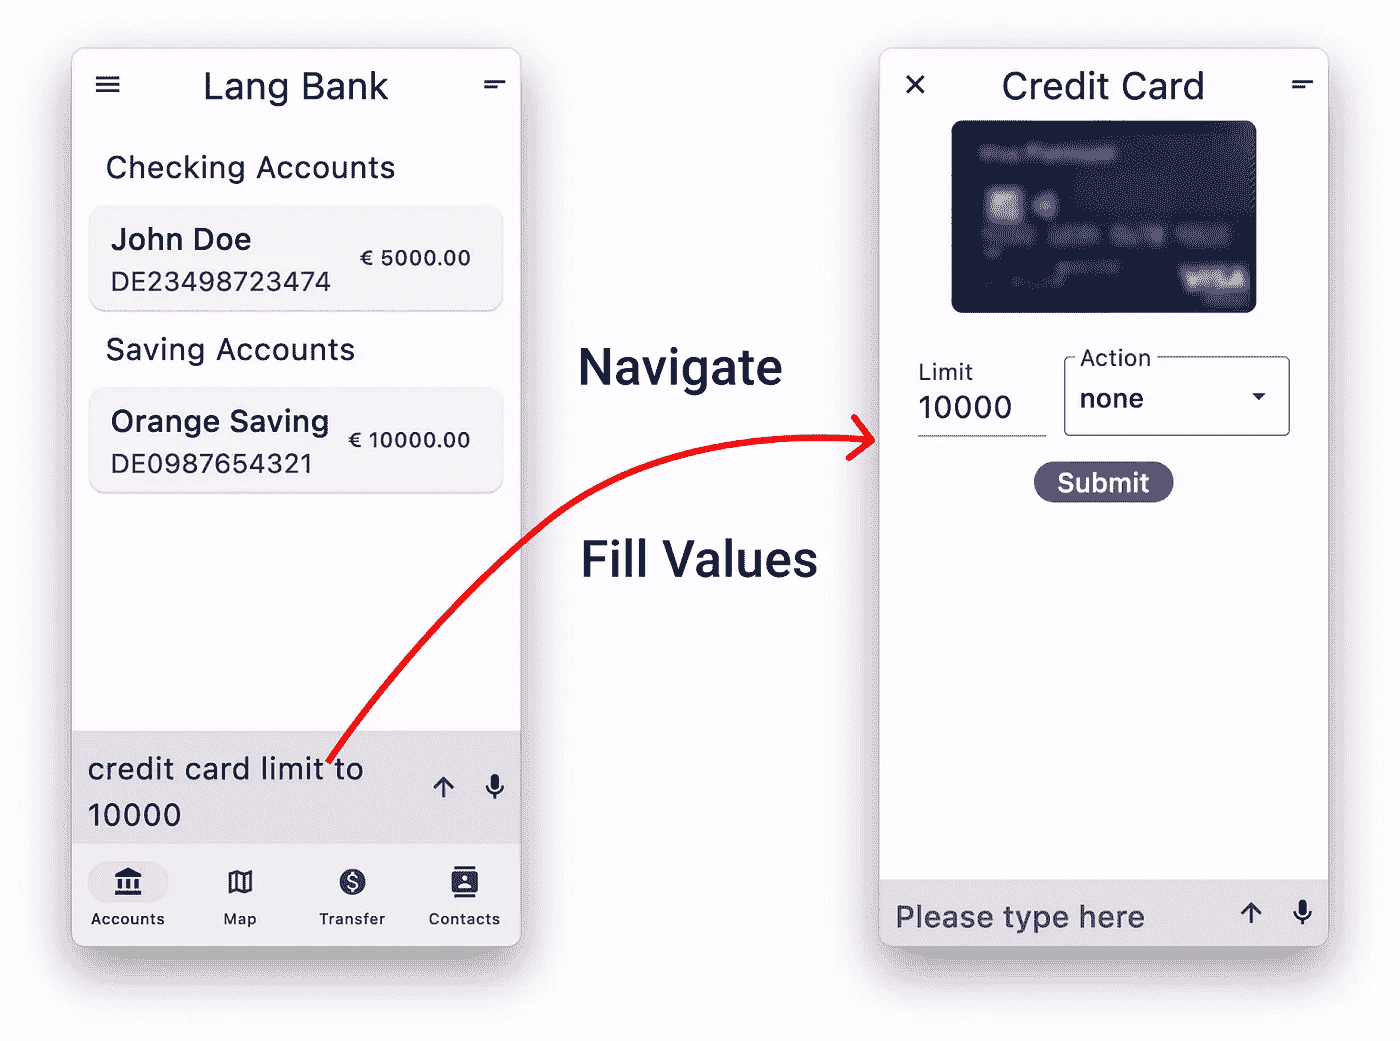 Lang Bank
Checking Accounts
John Doe
€ 5000.00
DE23498723474
Saving Accounts
Orange Saving
€ 10000.00
DE0987654321
credit card limit to
10000
Accounts
Map
Transfer
Contacts
Navigate
Fill Values
Credit Card
VISA
Limit
10000
Action
none
Submit
Please type here